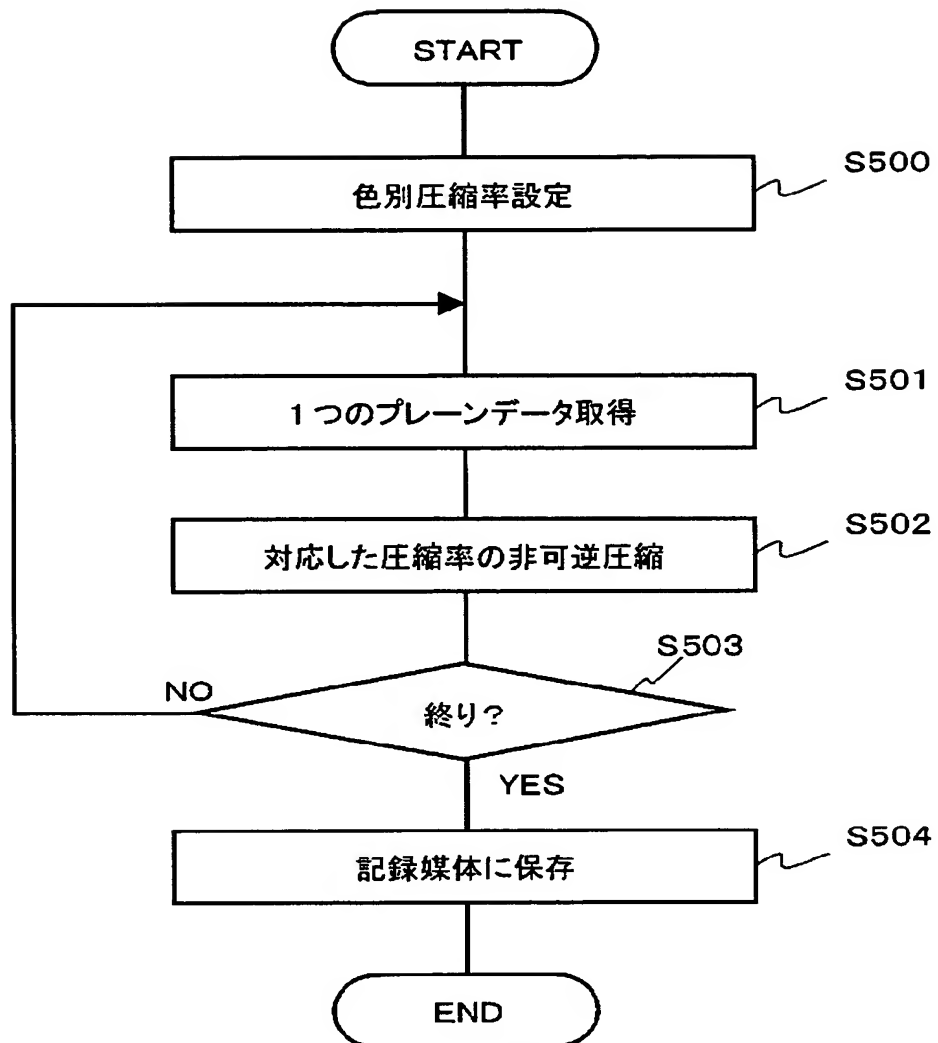 START
S500
色別圧縮率設定
S501
1つのプレーンデータ取得
S502
対応した圧縮率の非可逆圧縮
S503
NO
終り?
YES
S504
記録媒体に保存
END